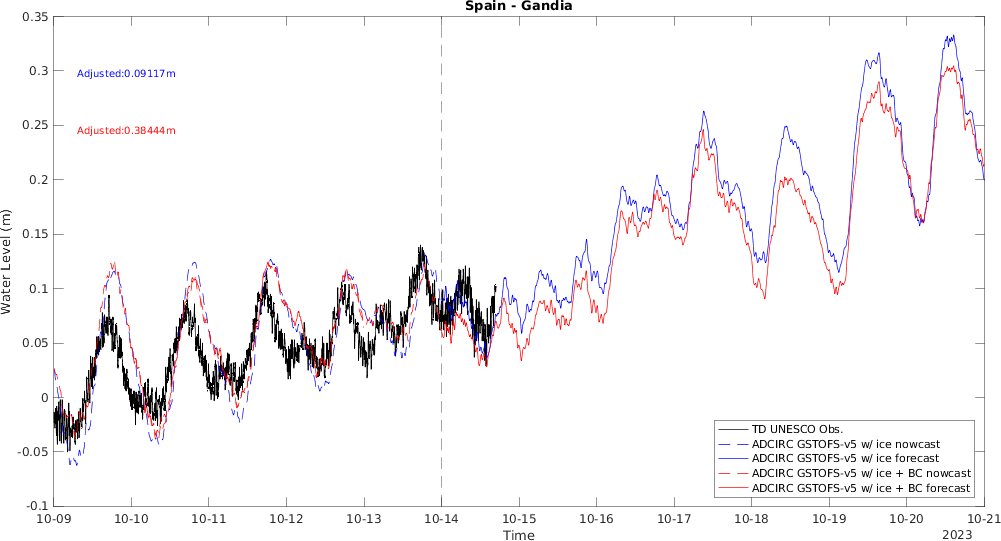 Spain - Gandia
0.35
0.3
0.25
0.2
0.15
0.1
0.05
0
-0.05
-0.1
Water Level (m)
Adjusted:0.09117m
Adjusted:0.38444m
TD UNESCO Obs.
ADCIRC GSTOFS-v5 w/ ice nowcast
ADCIRC GSTOFS-v5 w/ ice forecast
ADCIRC GSTOFS-v5 w/ ice + BC nowcast
ADCIRC GSTOFS-v5 w/ ice + BC forecast
10-09 10-10 10-11 10-12 10-13 10-14 10-15 10-16 10-17 10-18 10-19 10-20 10-21
Time
2023